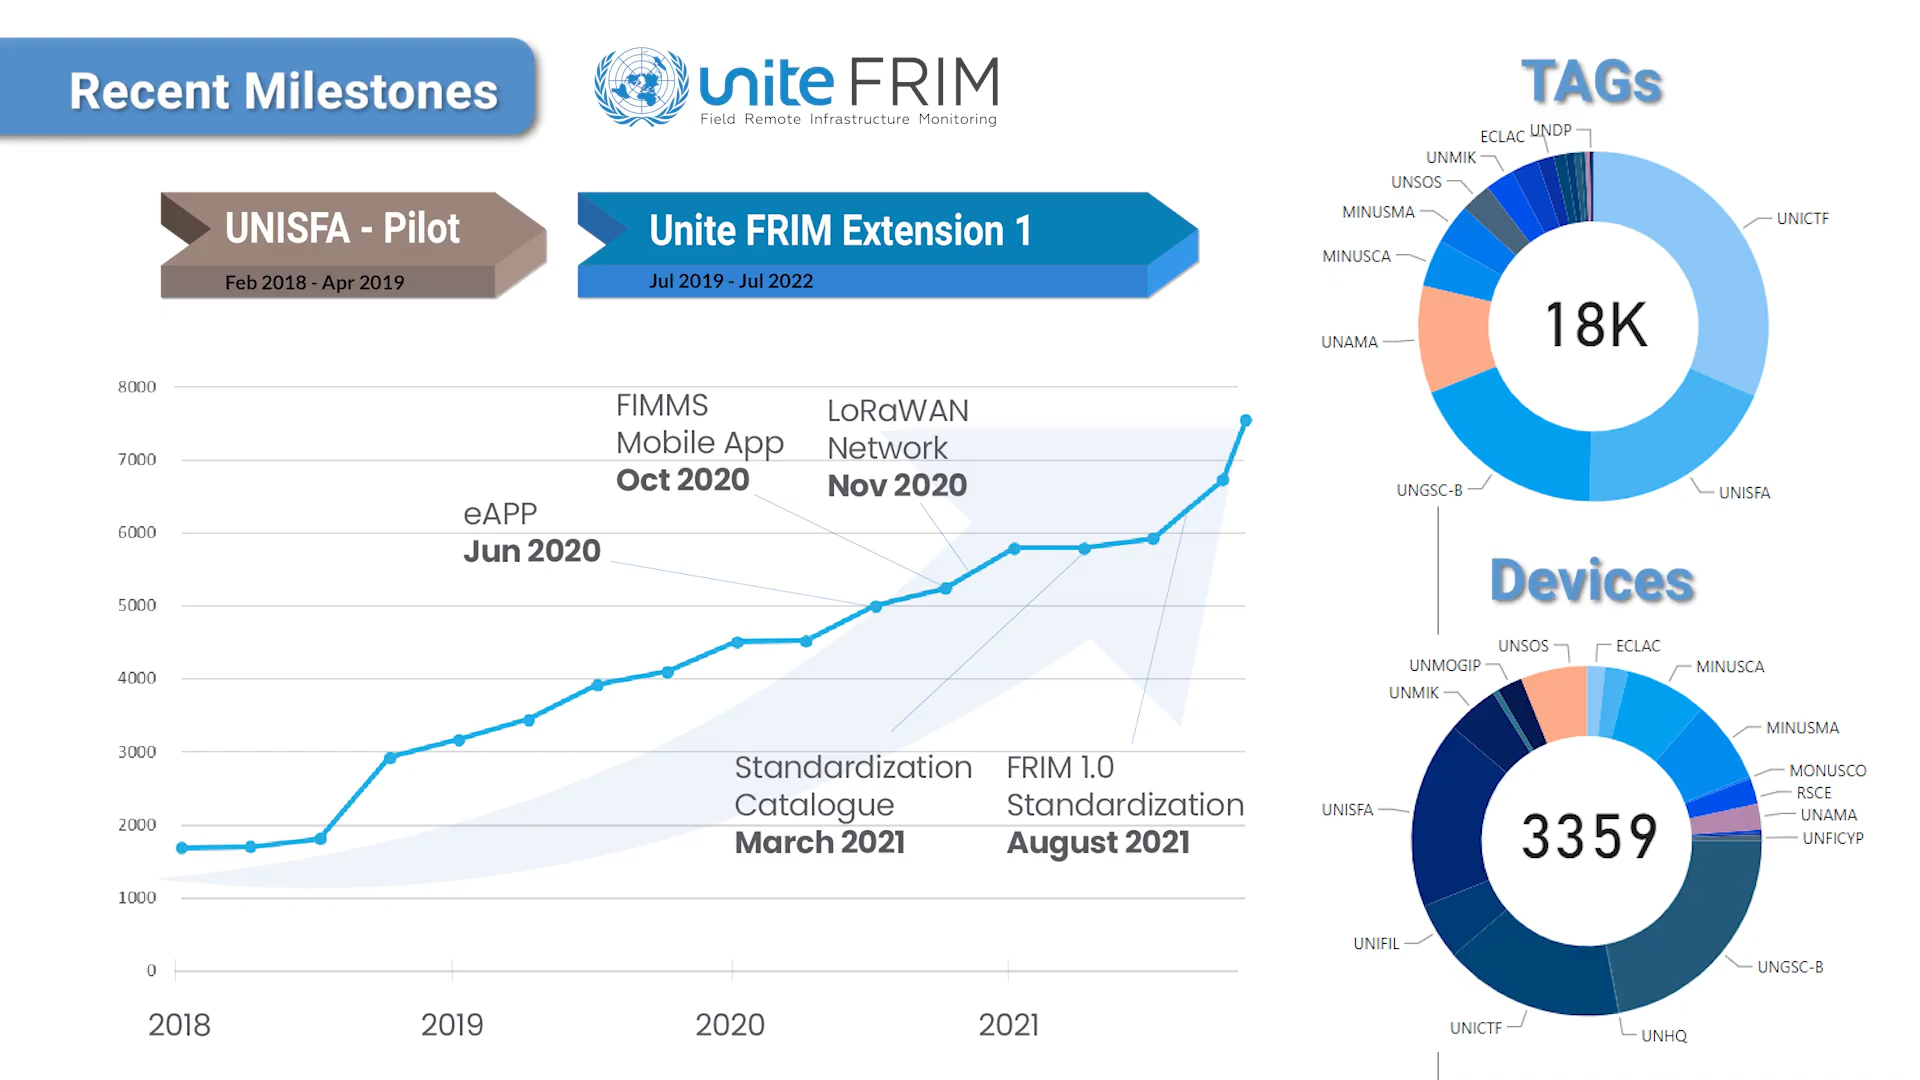 Recent Milestones
unite FRIM
Field Remote Infrastructure Monitoring
UNISFA - Pilot
Feb 2018 - Apr 2019
Unite FRIM Extension 1
Jul 2019 - Jul 2022
8000
7000
6000
5000
4000
3000
2000
1000
0
2018
2019
2020
2021
eAPP
Jun 2020
FIMMS
Mobile App
Oct 2020
LoRaWAN
Network
Nov 2020
Standardization
Catalogue
March 2021
FRIM 1.0
Standardization
August 2021
TAGs
ECLAC
UNDP
UNMIK
UNSOS
MINUSMA
MINUSCA
UNAMA
UNGSC-B
UNICTF
UNISFA
18K
Devices
UNSOS
ECLAC
UNMOGIP
MINUSCA
UNMIK
MINUSMA
MONUSCO
RSCE
UNAMA
UNFICYP
UNISFA
3359
UNIFIL
UNGSC-B
UNICTF
UNHQ